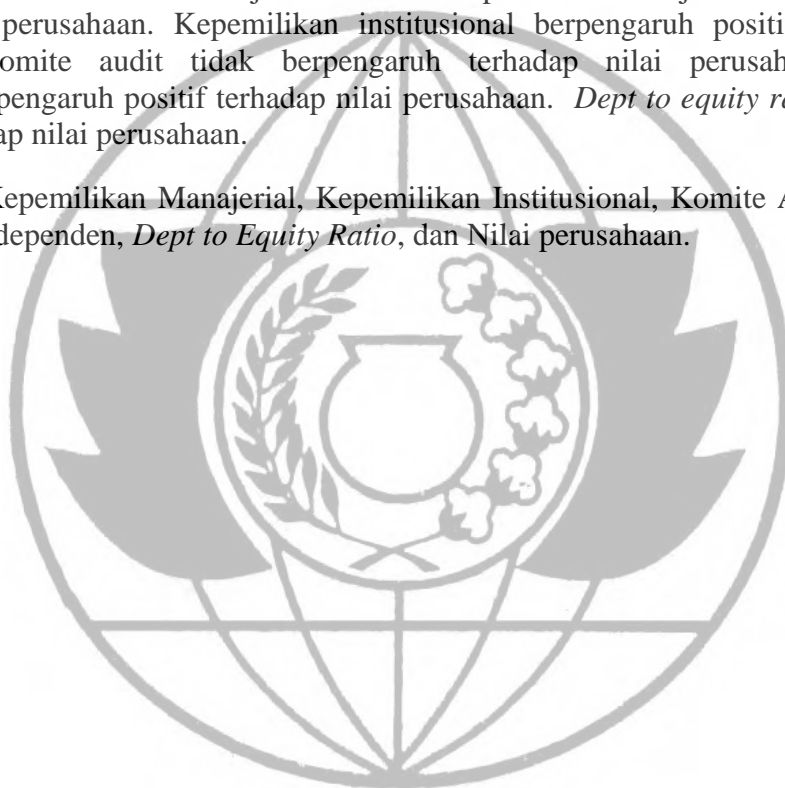 perusahaan. Kepemilikan institusional berpengaruh positi
omite audit tidak berpengaruh terhadap nilai perusah
pengaruh positif terhadap nilai perusahaan. Dept to equity
ap nilai perusahaan.
Kepemilikan Manajerial, Kepemilikan Institusional, Komite
dependen, Dept to Equity Ratio, dan Nilai perusahaan.